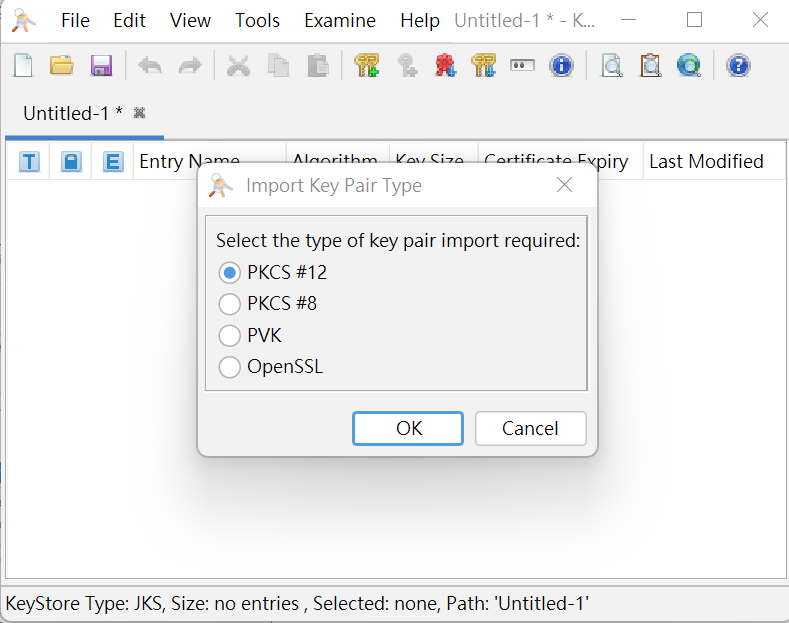 File Edit View Tools Examine Help Untitled-1 * - K...
Untitled-1 *
T E Entry Name Algorithm Key Size Certificate Expiry Last Modified
Import Key Pair Type
Select the type of key pair import required:
PKCS #12
PKCS #8
PVK
OpenSSL
OK Cancel
KeyStore Type: JKS, Size: no entries , Selected: none, Path: 'Untitled-1'